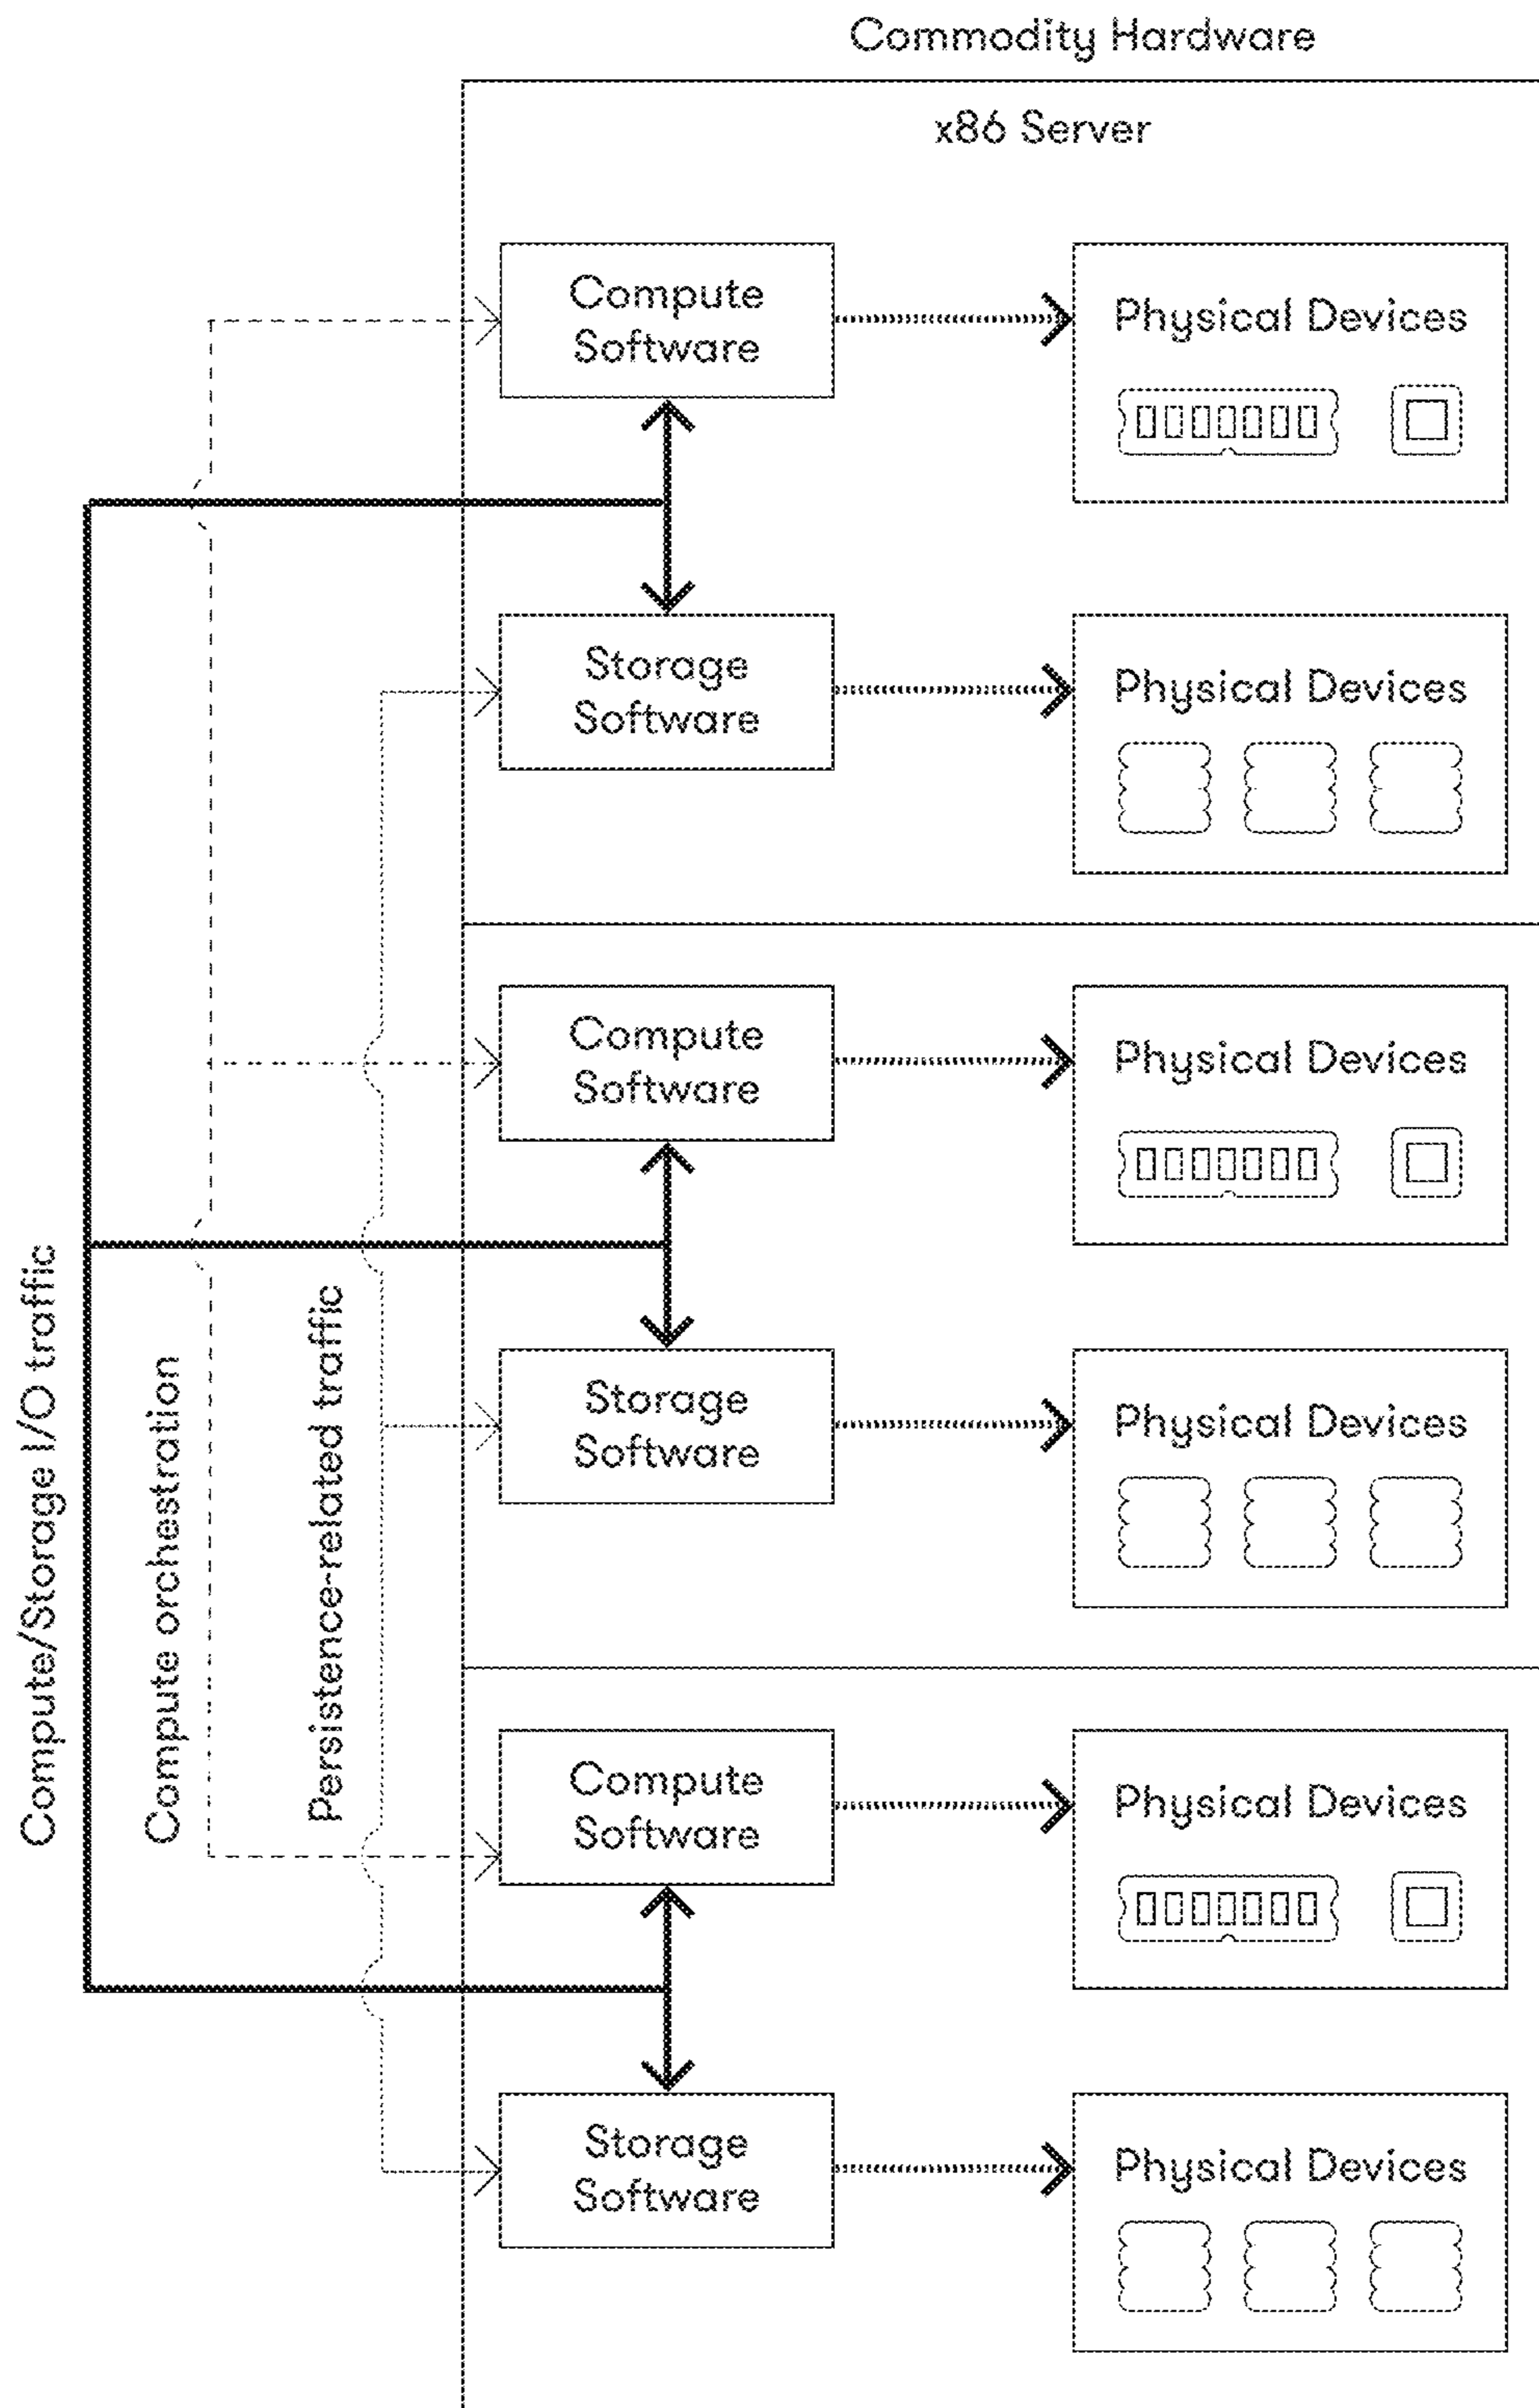 Commodity Hardware
x86 Server
Compute
Software
Physical Devices
Storage
Software
Physical Devices
Compute
Software
Physical Devices
Storage
Software
Physical Devices
Compute
Software
Physical Devices
Storage
Software
Physical Devices
Compute/Storage I/O traffic
Compute orchestration
Persistence-related traffic